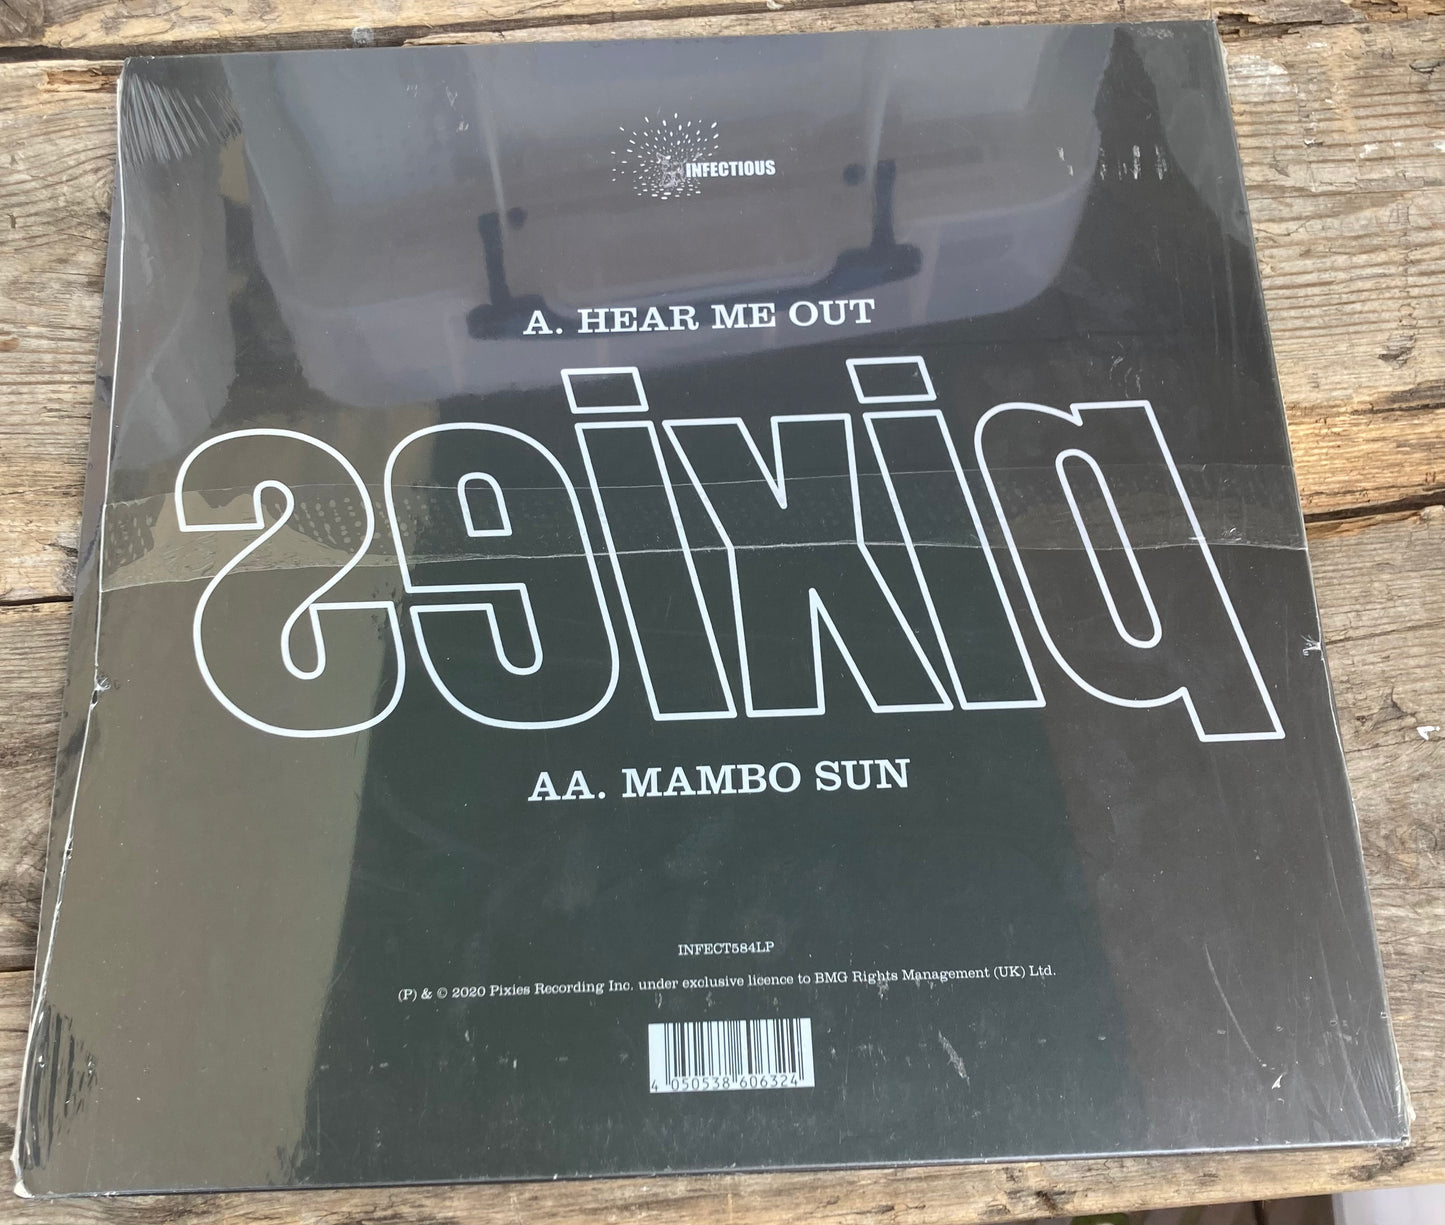 INFECTIOUS
A. HEAR ME OUT
pixies
AA. MAMBO SUN
INFECT584LP
(P) & © 2020 Pixies Recording Inc. under exclusive licence to BMG Rights Management (UK) Ltd.
4 050538 606324